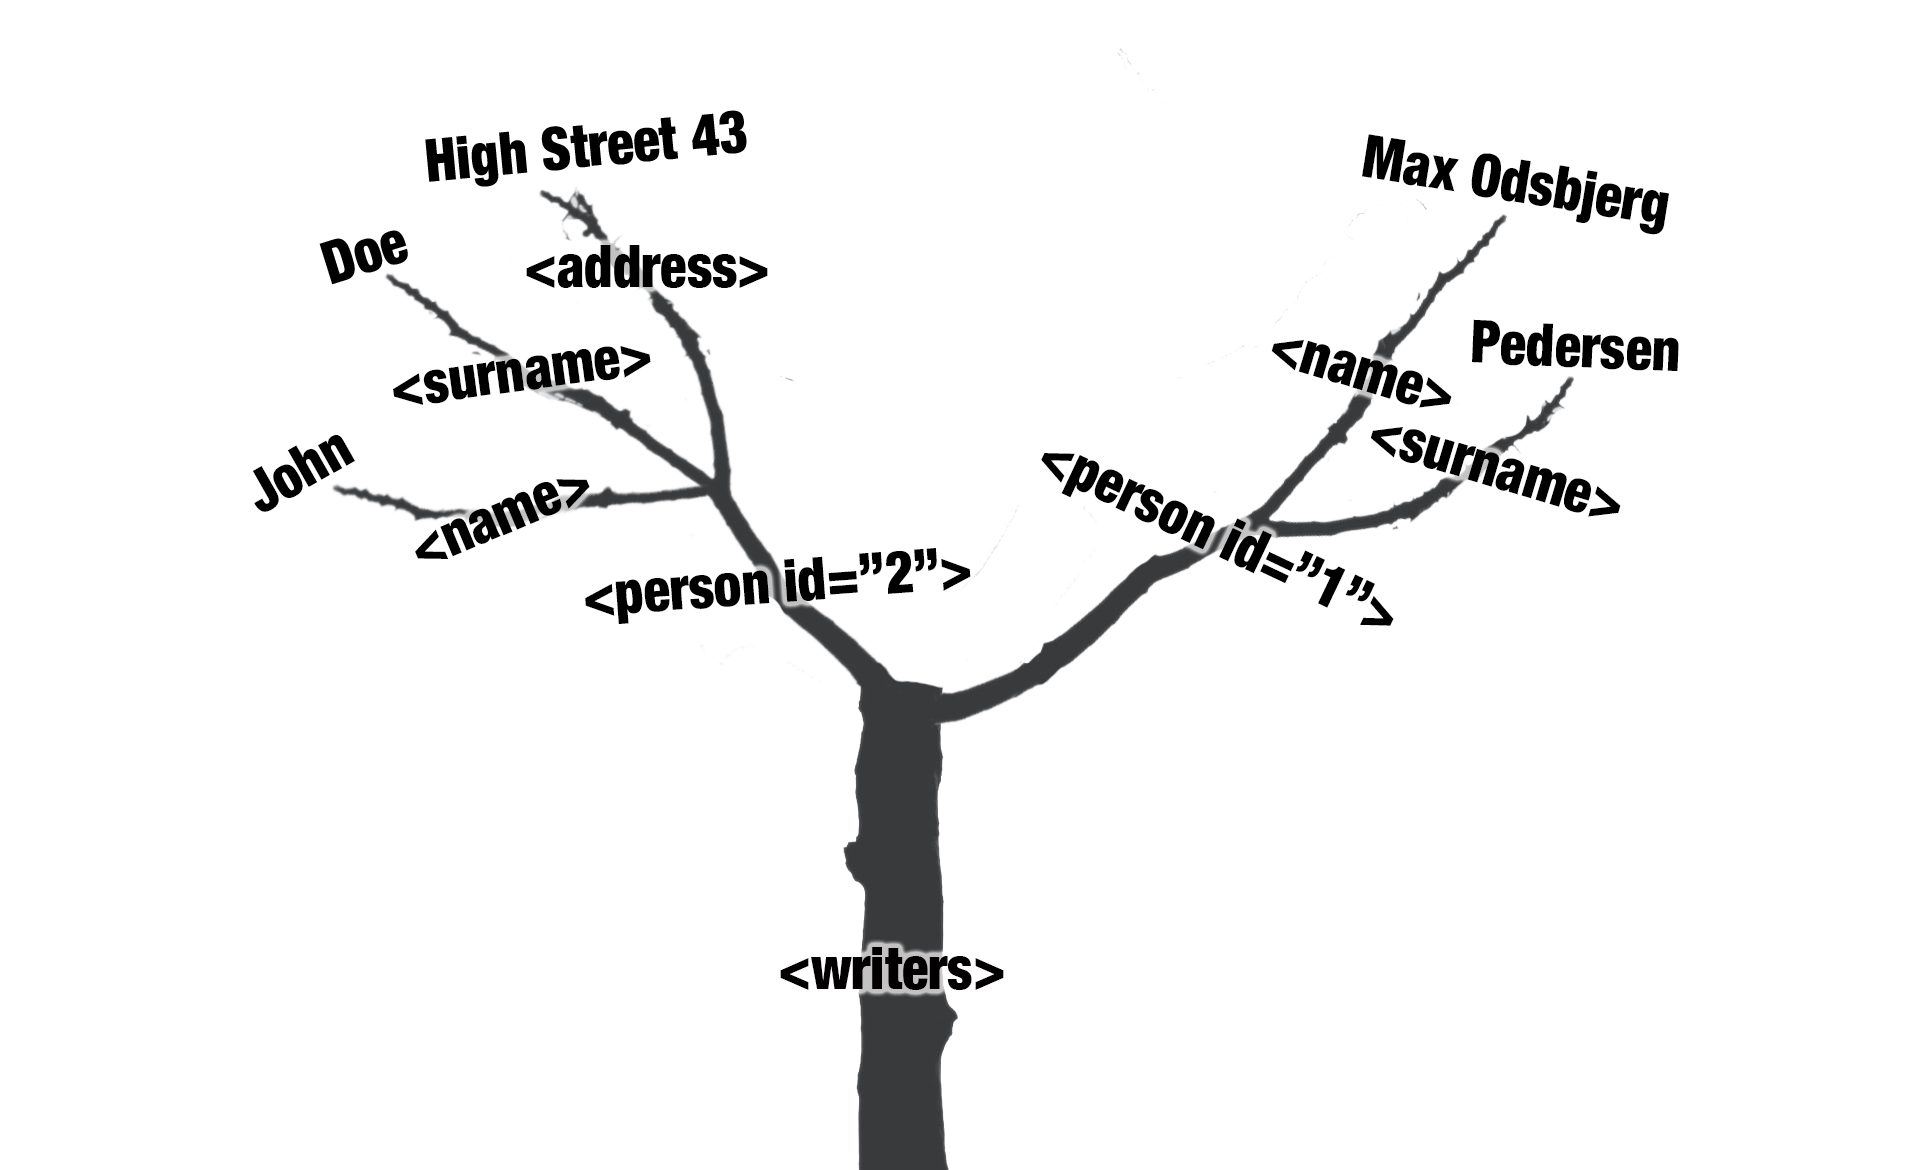 High Street 43
Max Odsbjerg
Doe
<address>
Pedersen
<surname>
<name>
John
<surname>
<name>
<person id=”1”>
<person id=”2”>
<writers>